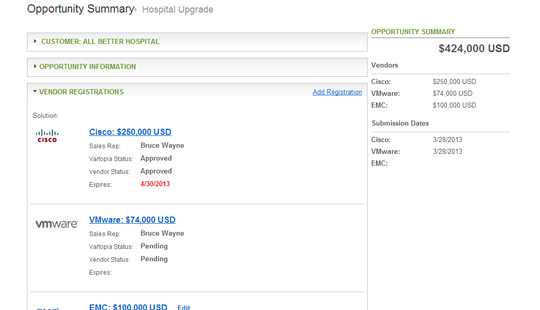 Opportunity Summary› Hospital Upgrade
CUSTOMER: ALL BETTER HOSPITAL
OPPORTUNITY INFORMATION
VENDOR REGISTRATIONS Add Registration
Solution:
CISCO
Cisco: $250,000 USD
Sales Rep: Bruce Wayne
Vartopia Status: Approved
Vendor Status: Approved
Expires: 4/30/2013
vmware
VMware: $74,000 USD
Sales Rep: Bruce Wayne
Vartopia Status: Pending
Vendor Status: Pending
Expires:
EMC: $100,000 USD Edit
OPPORTUNITY SUMMARY
$424,000 USD
Vendors
Cisco: $250,000 USD
VMware: $74,000 USD
EMC: $100,000 USD
Submission Dates
Cisco: 3/28/2013
VMware: 3/28/2013
EMC: